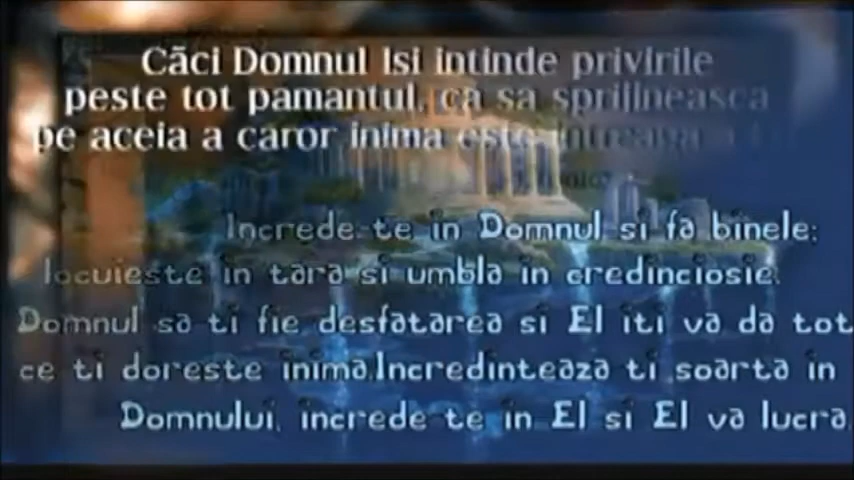 Cãci Domnul Isi intinde privirile
peste tot pamantul, ca sa sprijineasca
pe aceia a caror inima este intreaga a
Increde te in Domnul si fa binele;
locuieste in tara si umbla in credinciosie.
Domnul sa ti fie desfatarea si El iti va da tot
ce ti doreste inima.Incredinteaza ti soarta in
Domnului, increde te in El si El va lucra